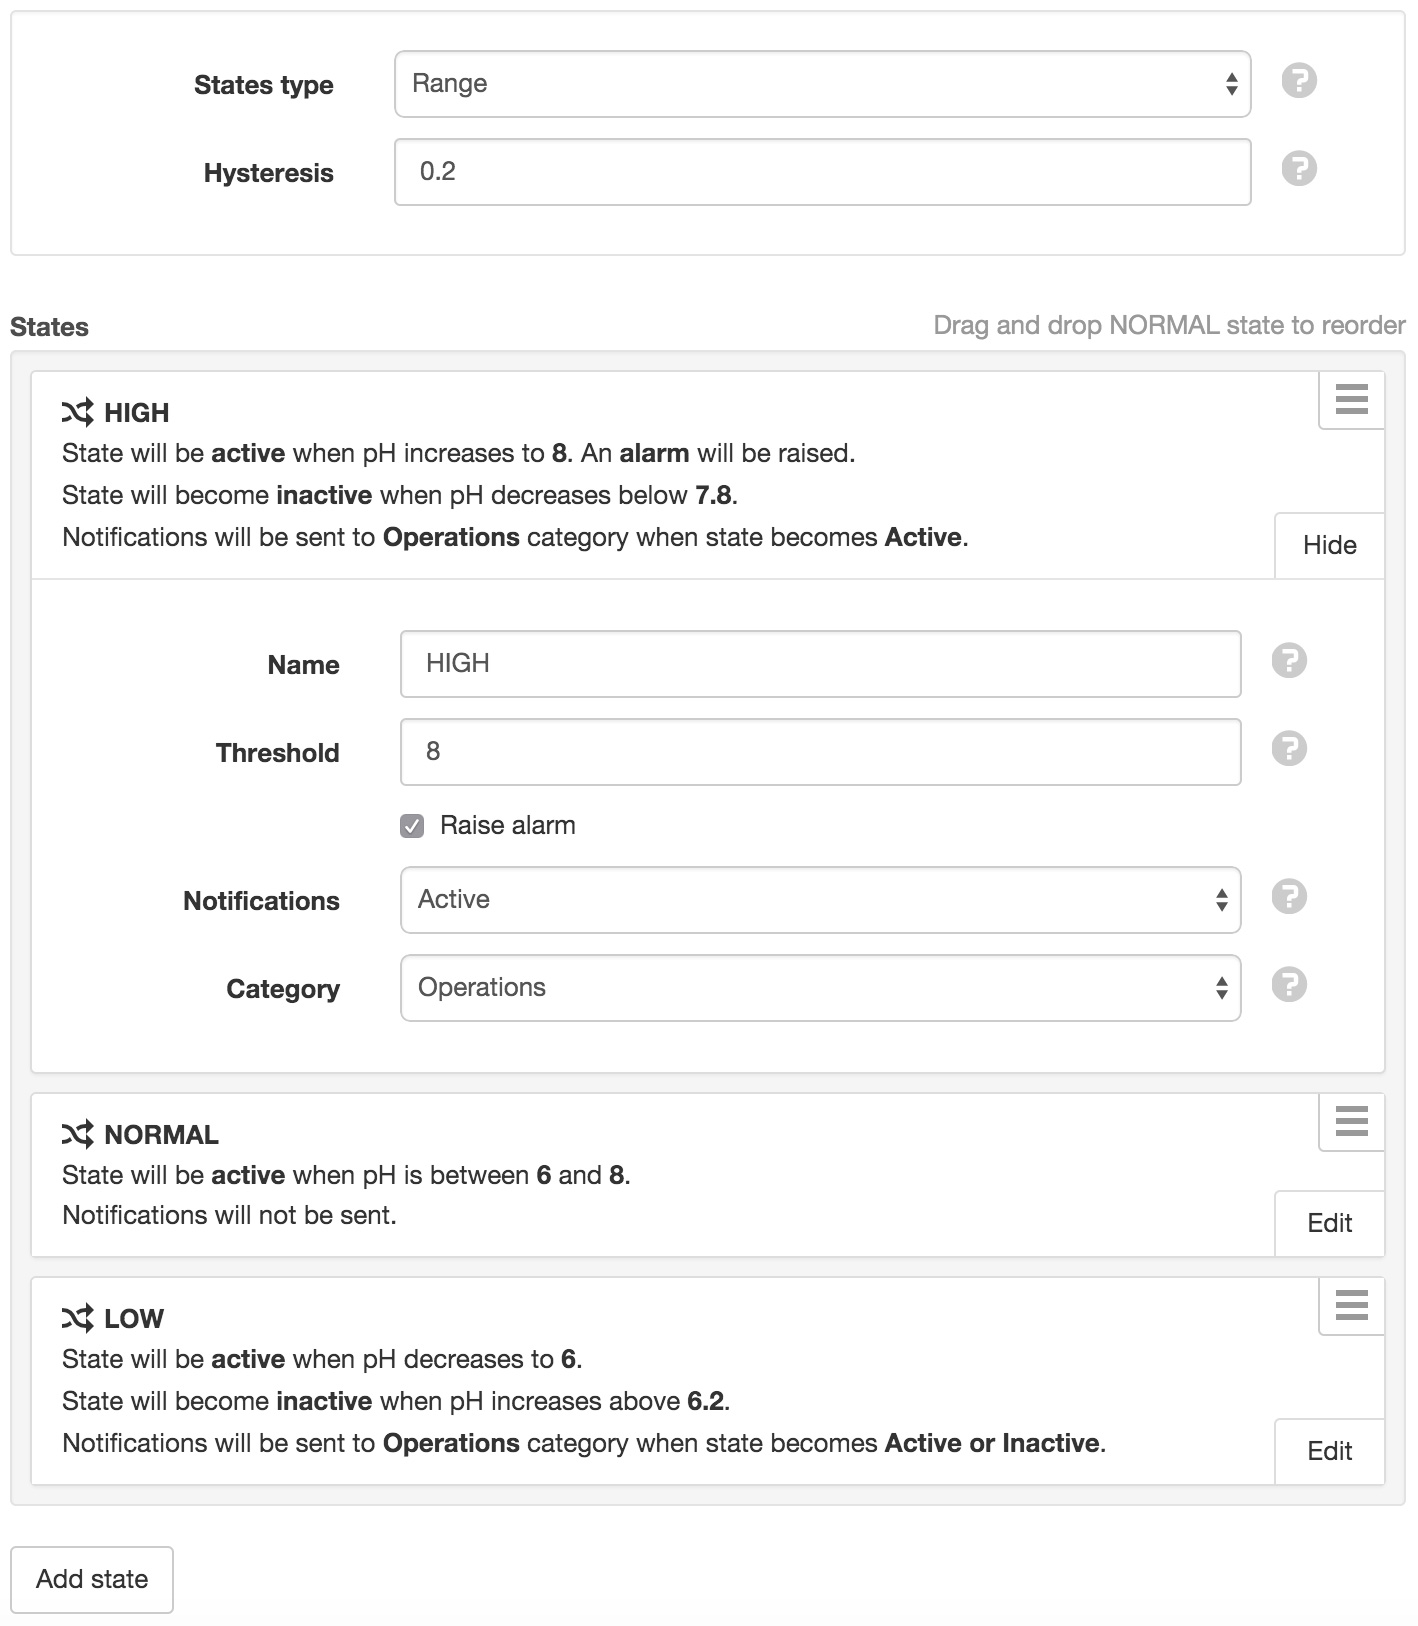 States type
Range
Hysteresis
0.2
States
Drag and drop NORMAL state to reorder
HIGH
State will be active when pH increases to 8. An alarm will be raised.
State will become inactive when pH decreases below 7.8.
Notifications will be sent to Operations category when state becomes Active.
Hide
Name
HIGH
Threshold
8
Raise alarm
Notifications
Active
Category
Operations
NORMAL
State will be active when pH is between 6 and 8.
Notifications will not be sent.
Edit
LOW
State will be active when pH decreases to 6.
State will become inactive when pH increases above 6.2.
Notifications will be sent to Operations category when state becomes Active or Inactive.
Edit
Add state